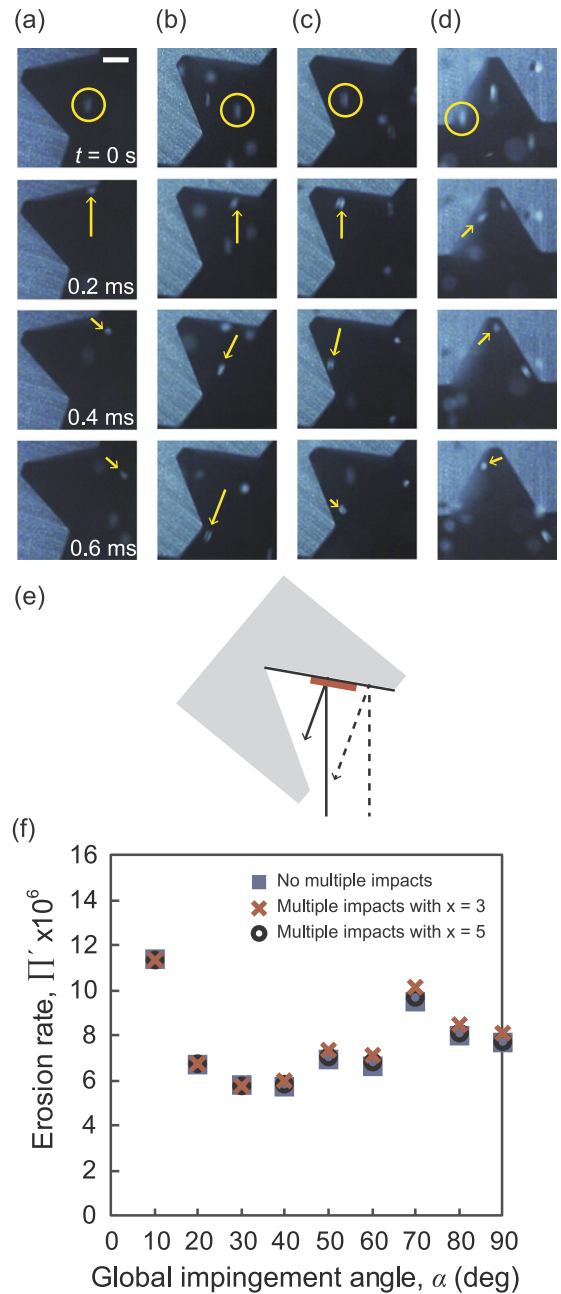 (a) (b) (c) (d)
t = 0 s
0.2 ms
0.4 ms
0.6 ms
(e)
(f)
16
14
12
10
8
6
4
2
0
Erosion rate, ∏′ x10⁶
No multiple impacts
Multiple impacts with x = 3
Multiple impacts with x = 5
0 10 20 30 40 50 60 70 80 90
Global impingement angle, α (deg)